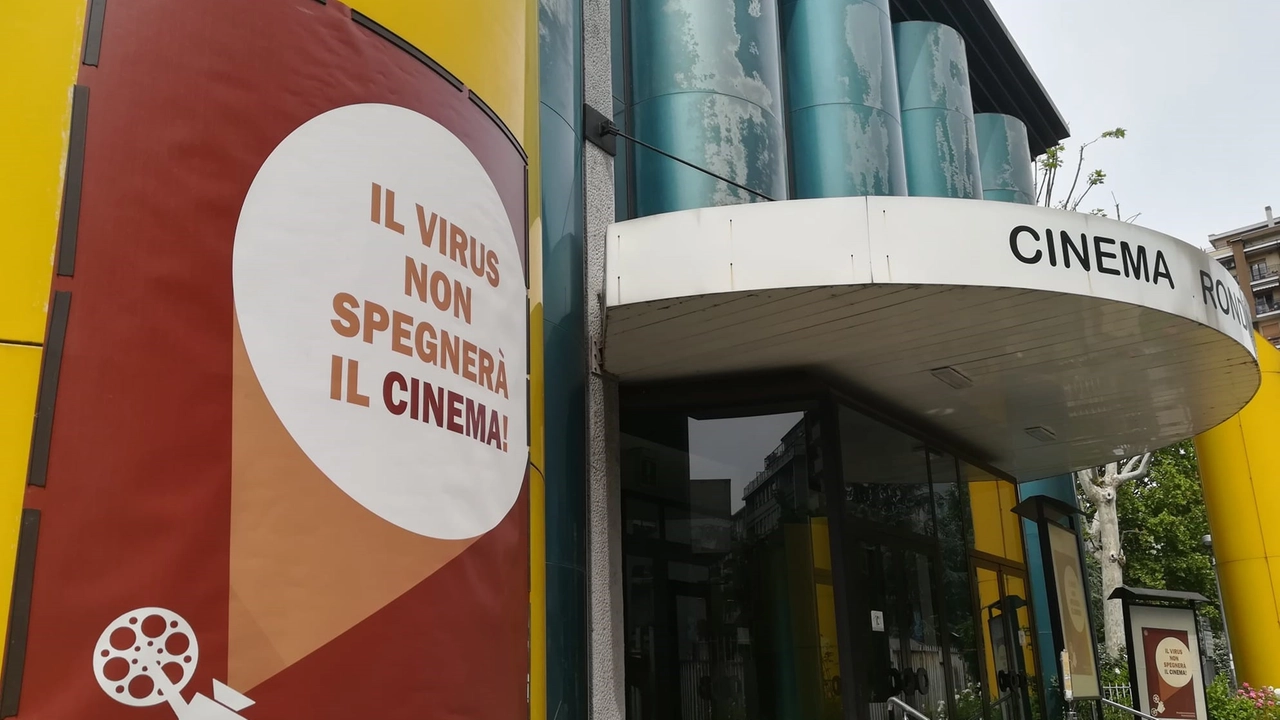 IL VIRUS
NON
SPEGNERÀ
IL CINEMA!
CINEMA
IL VIRUS
NON
SPEGNERÀ
IL CINEMA!